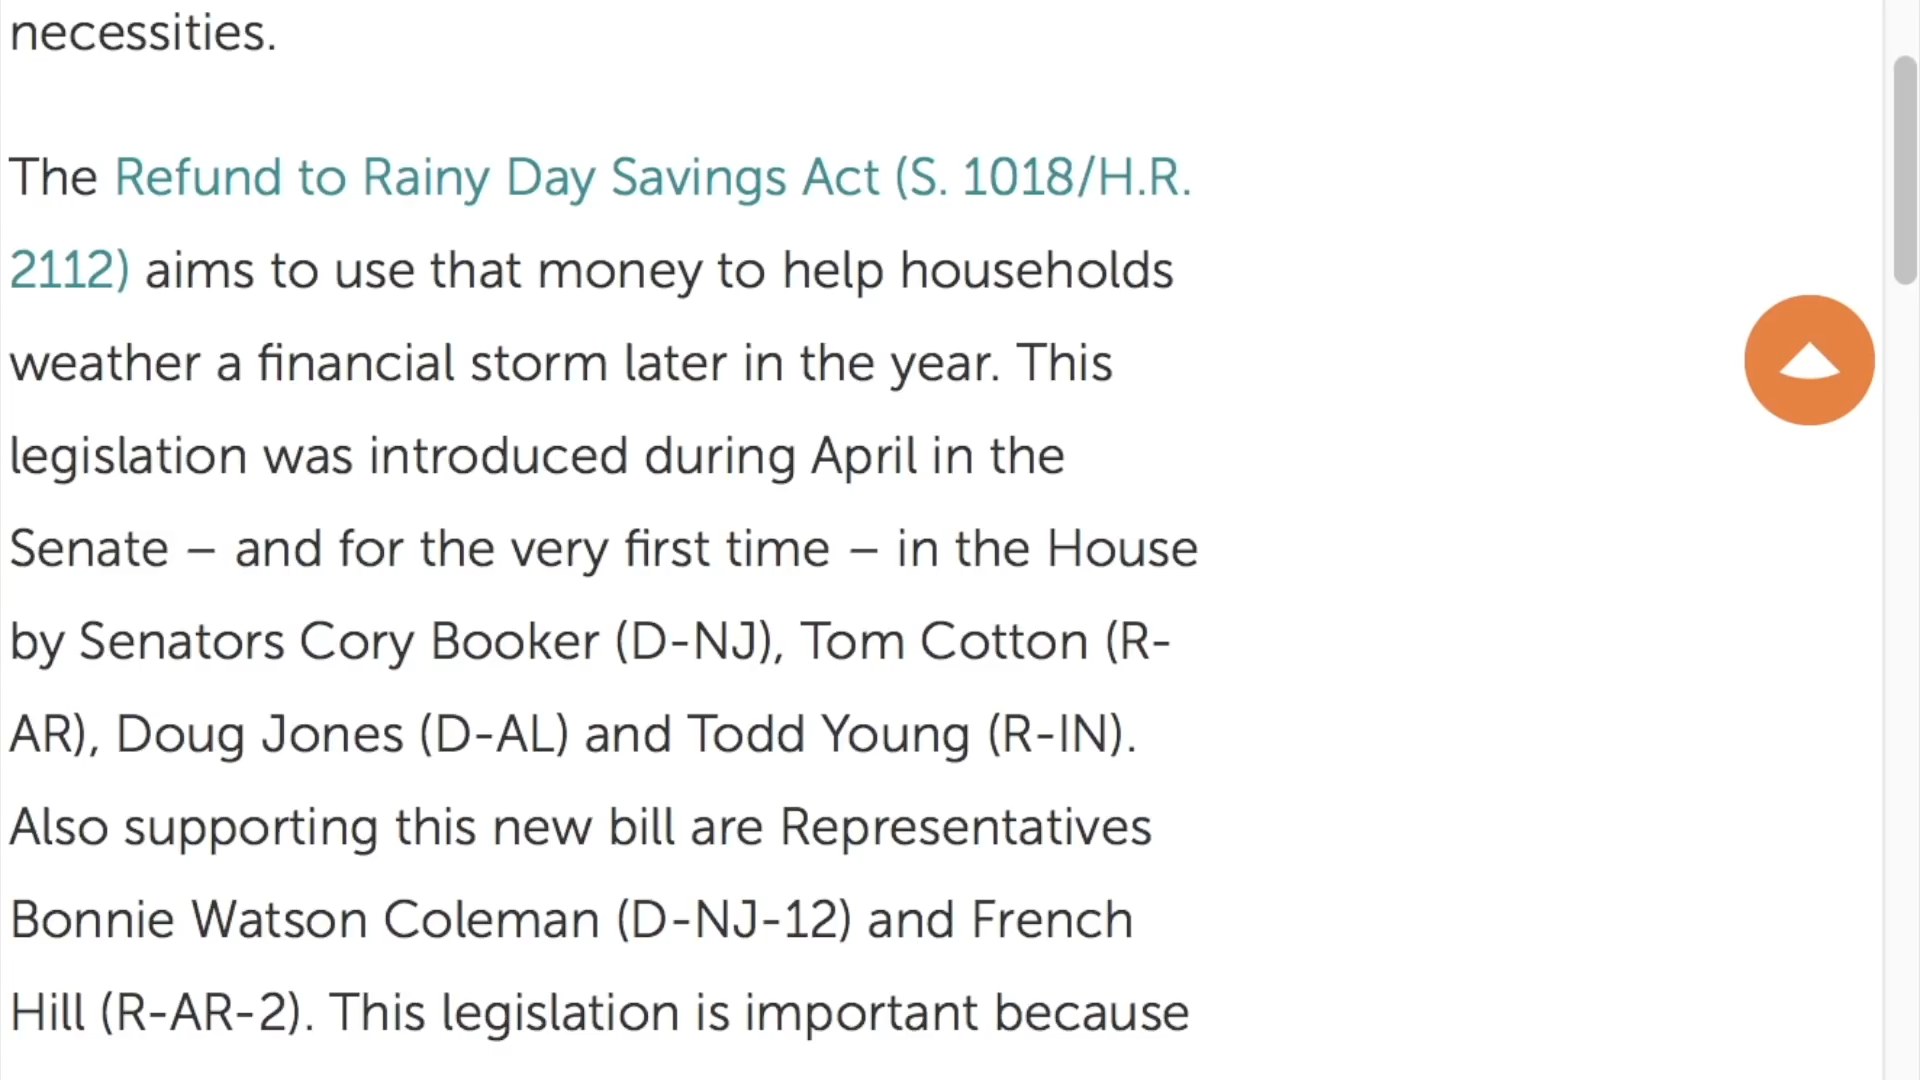 necessities.
The Refund to Rainy Day Savings Act (S. 1018/H.R.
2112) aims to use that money to help households
weather a financial storm later in the year. This
legislation was introduced during April in the
Senate – and for the very first time – in the House
by Senators Cory Booker (D-NJ), Tom Cotton (R-
AR), Doug Jones (D-AL) and Todd Young (R-IN).
Also supporting this new bill are Representatives
Bonnie Watson Coleman (D-NJ-12) and French
Hill (R-AR-2). This legislation is important because